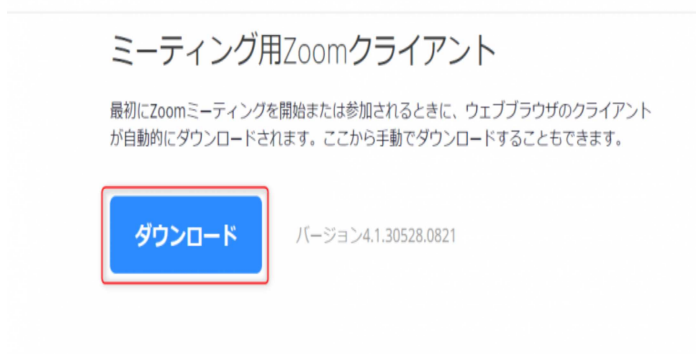 ミーティング用Zoomクライアント
最初にZoomミーティングを開始または参加されるときに、ウェブブラウザのクライアント
が自動的にダウンロードされます。ここから手動でダウンロードすることもできます。
ダウンロード
バージョン4.1.30528.0821